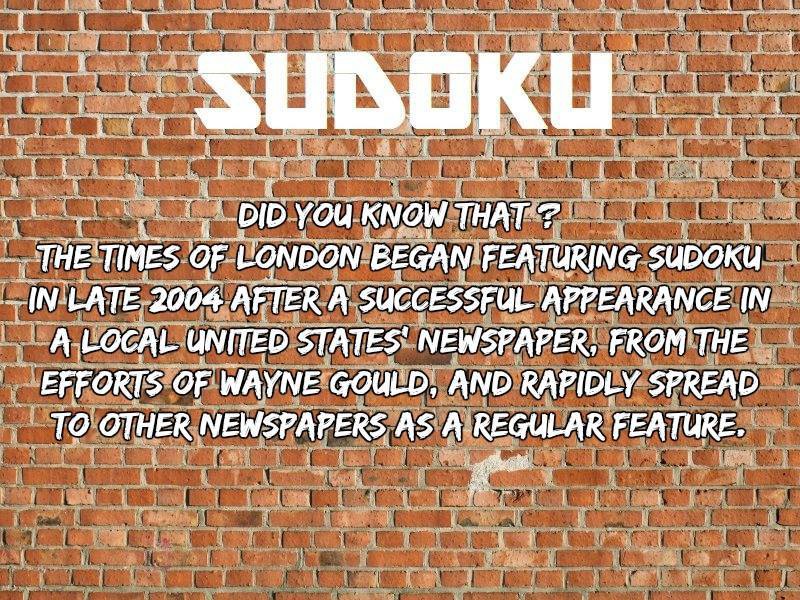 SUDOKU
DID YOU KNOW THAT ?
THE TIMES OF LONDON BEGAN FEATURING SUDOKU
IN LATE 2004 AFTER A SUCCESSFUL APPEARANCE IN
A LOCAL UNITED STATES' NEWSPAPER, FROM THE
EFFORTS OF WAYNE GOULD, AND RAPIDLY SPREAD
TO OTHER NEWSPAPERS AS A REGULAR FEATURE.